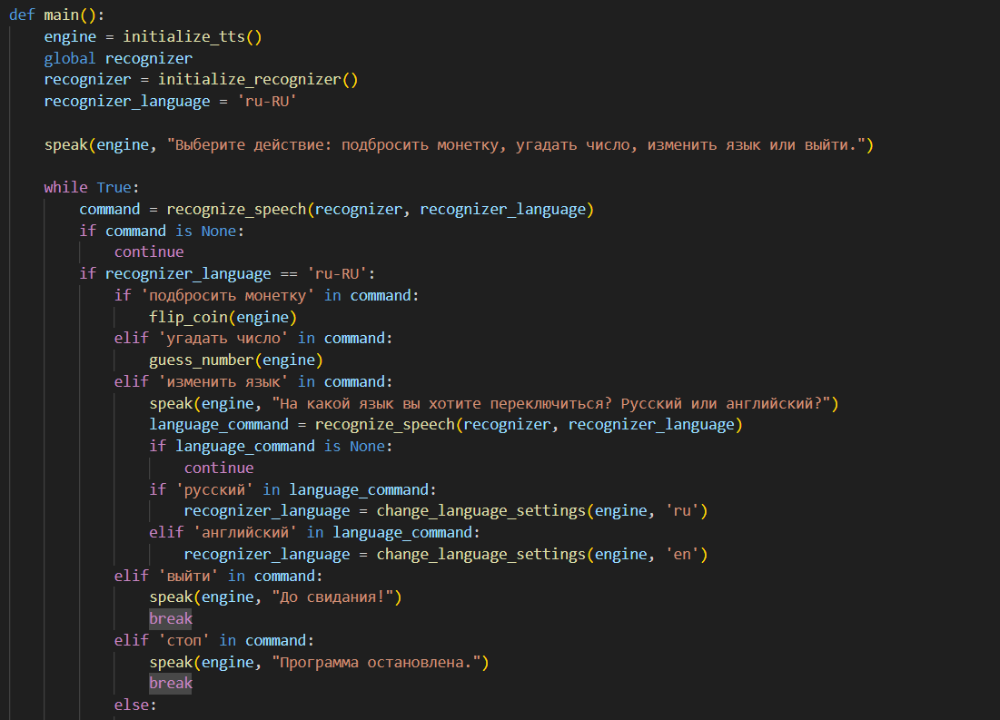 def main():
    engine = initialize_tts()
    global recognizer
    recognizer = initialize_recognizer()
    recognizer_language = 'ru-RU'

    speak(engine, "Выберите действие: подбросить монетку, угадать число, изменить язык или выйти.")

    while True:
        command = recognize_speech(recognizer, recognizer_language)
        if command is None:
            continue
        if recognizer_language == 'ru-RU':
            if 'подбросить монетку' in command:
                flip_coin(engine)
            elif 'угадать число' in command:
                guess_number(engine)
            elif 'изменить язык' in command:
                speak(engine, "На какой язык вы хотите переключиться? Русский или английский?")
                language_command = recognize_speech(recognizer, recognizer_language)
                if language_command is None:
                    continue
                if 'русский' in language_command:
                    recognizer_language = change_language_settings(engine, 'ru')
                elif 'английский' in language_command:
                    recognizer_language = change_language_settings(engine, 'en')
            elif 'выйти' in command:
                speak(engine, "До свидания!")
                break
            elif 'стоп' in command:
                speak(engine, "Программа остановлена.")
                break
            else: